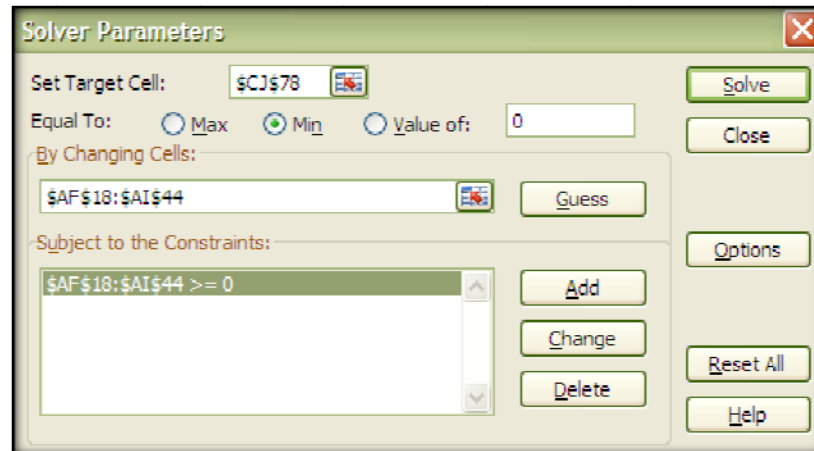 Solver Parameters
Set Target Cell: $CJ$78 Solve
Equal To: Max Min Value of: 0 Close
By Changing Cells:
$AF$18:$AI$44 Guess
Subject to the Constraints: Options
$AF$18:$AI$44 >= 0 Add
Change
Reset All
Delete
Help